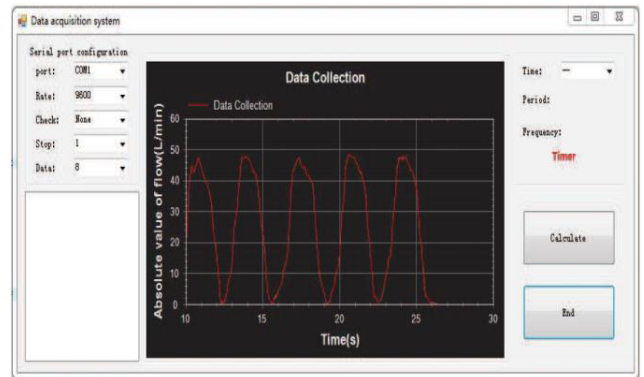 Data acquisition system
Serial port configuration
port: COM1
Rate: 9600
Check: None
Stop: 1
Data: 8
Data Collection
Data Collection
Absolute value of flow(L/min)
60
50
40
30
20
10
0
10 15 20 25 30
Time(s)
Time: —
Period:
Frequency:
Timer
Calculate
End